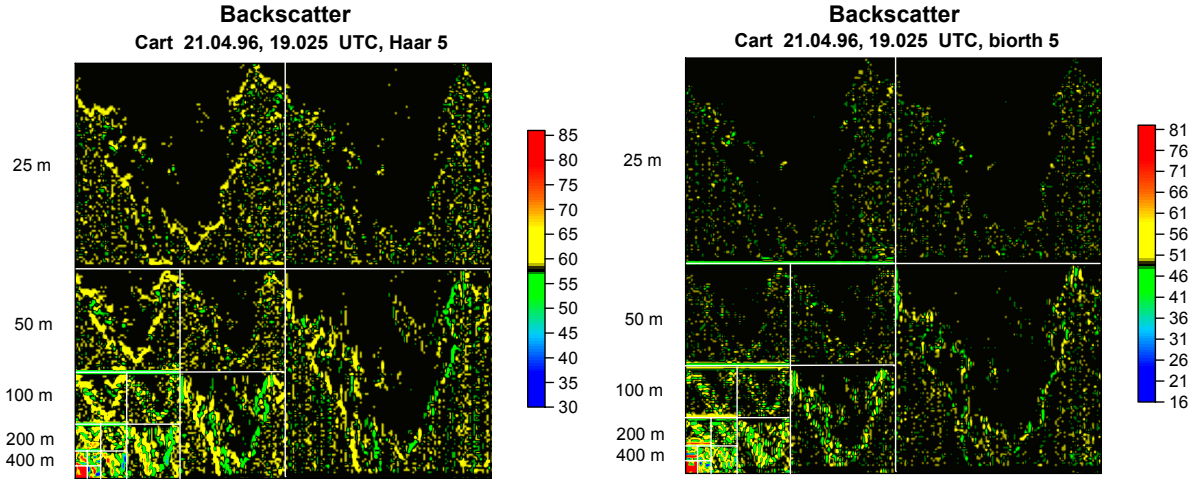 Backscatter
Cart 21.04.96, 19.025 UTC, Haar 5
25 m
50 m
100 m
200 m
400 m
85
80
75
70
65
60
55
50
45
40
35
30
Backscatter
Cart 21.04.96, 19.025 UTC, biorth 5
25 m
50 m
100 m
200 m
400 m
81
76
71
66
61
56
51
46
41
36
31
26
21
16